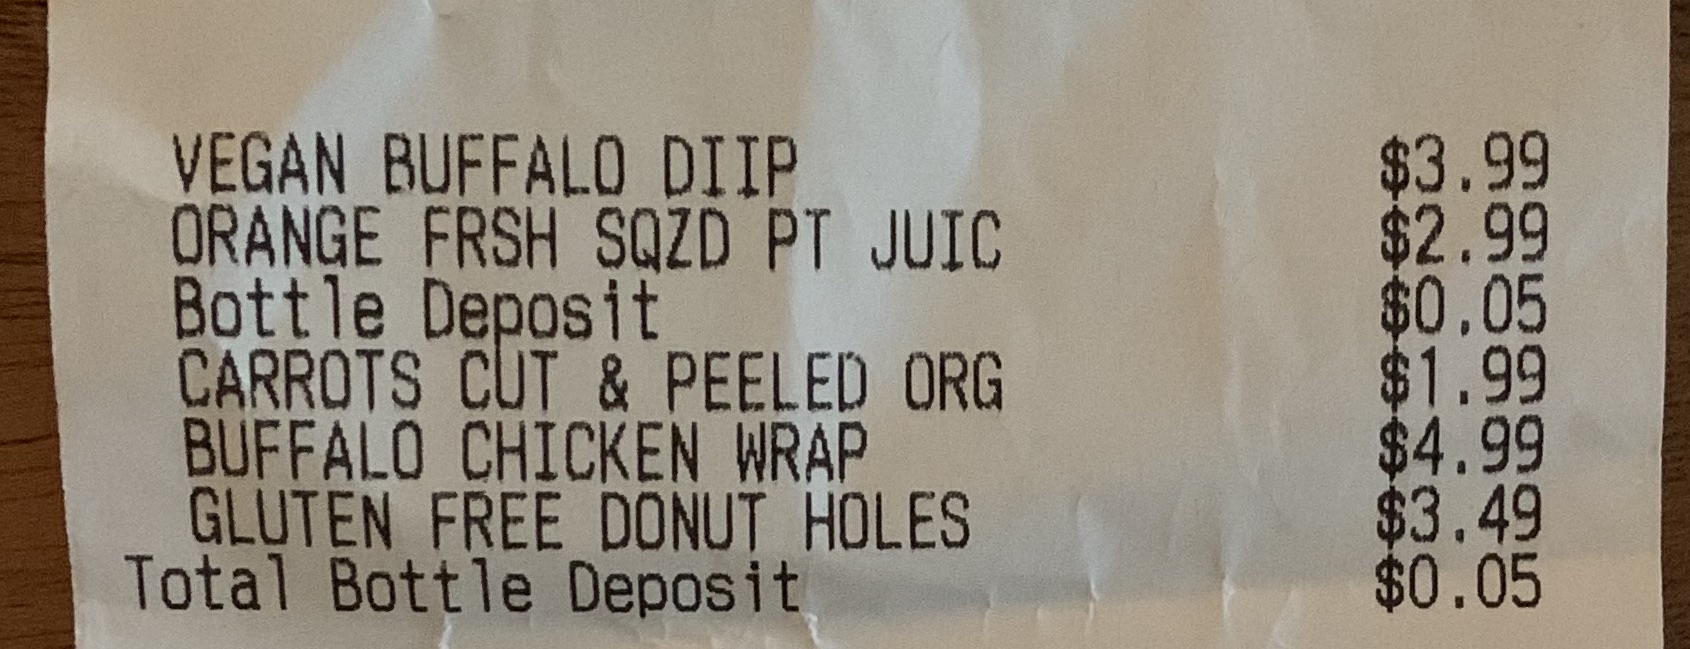 VEGAN BUFFALO DIIP $3.99
ORANGE FRSH SQZD PT JUIC $2.99
Bottle Deposit $0.05
CARROTS CUT & PEELED ORG $1.99
BUFFALO CHICKEN WRAP $4.99
GLUTEN FREE DONUT HOLES $3.49
Total Bottle Deposit $0.05